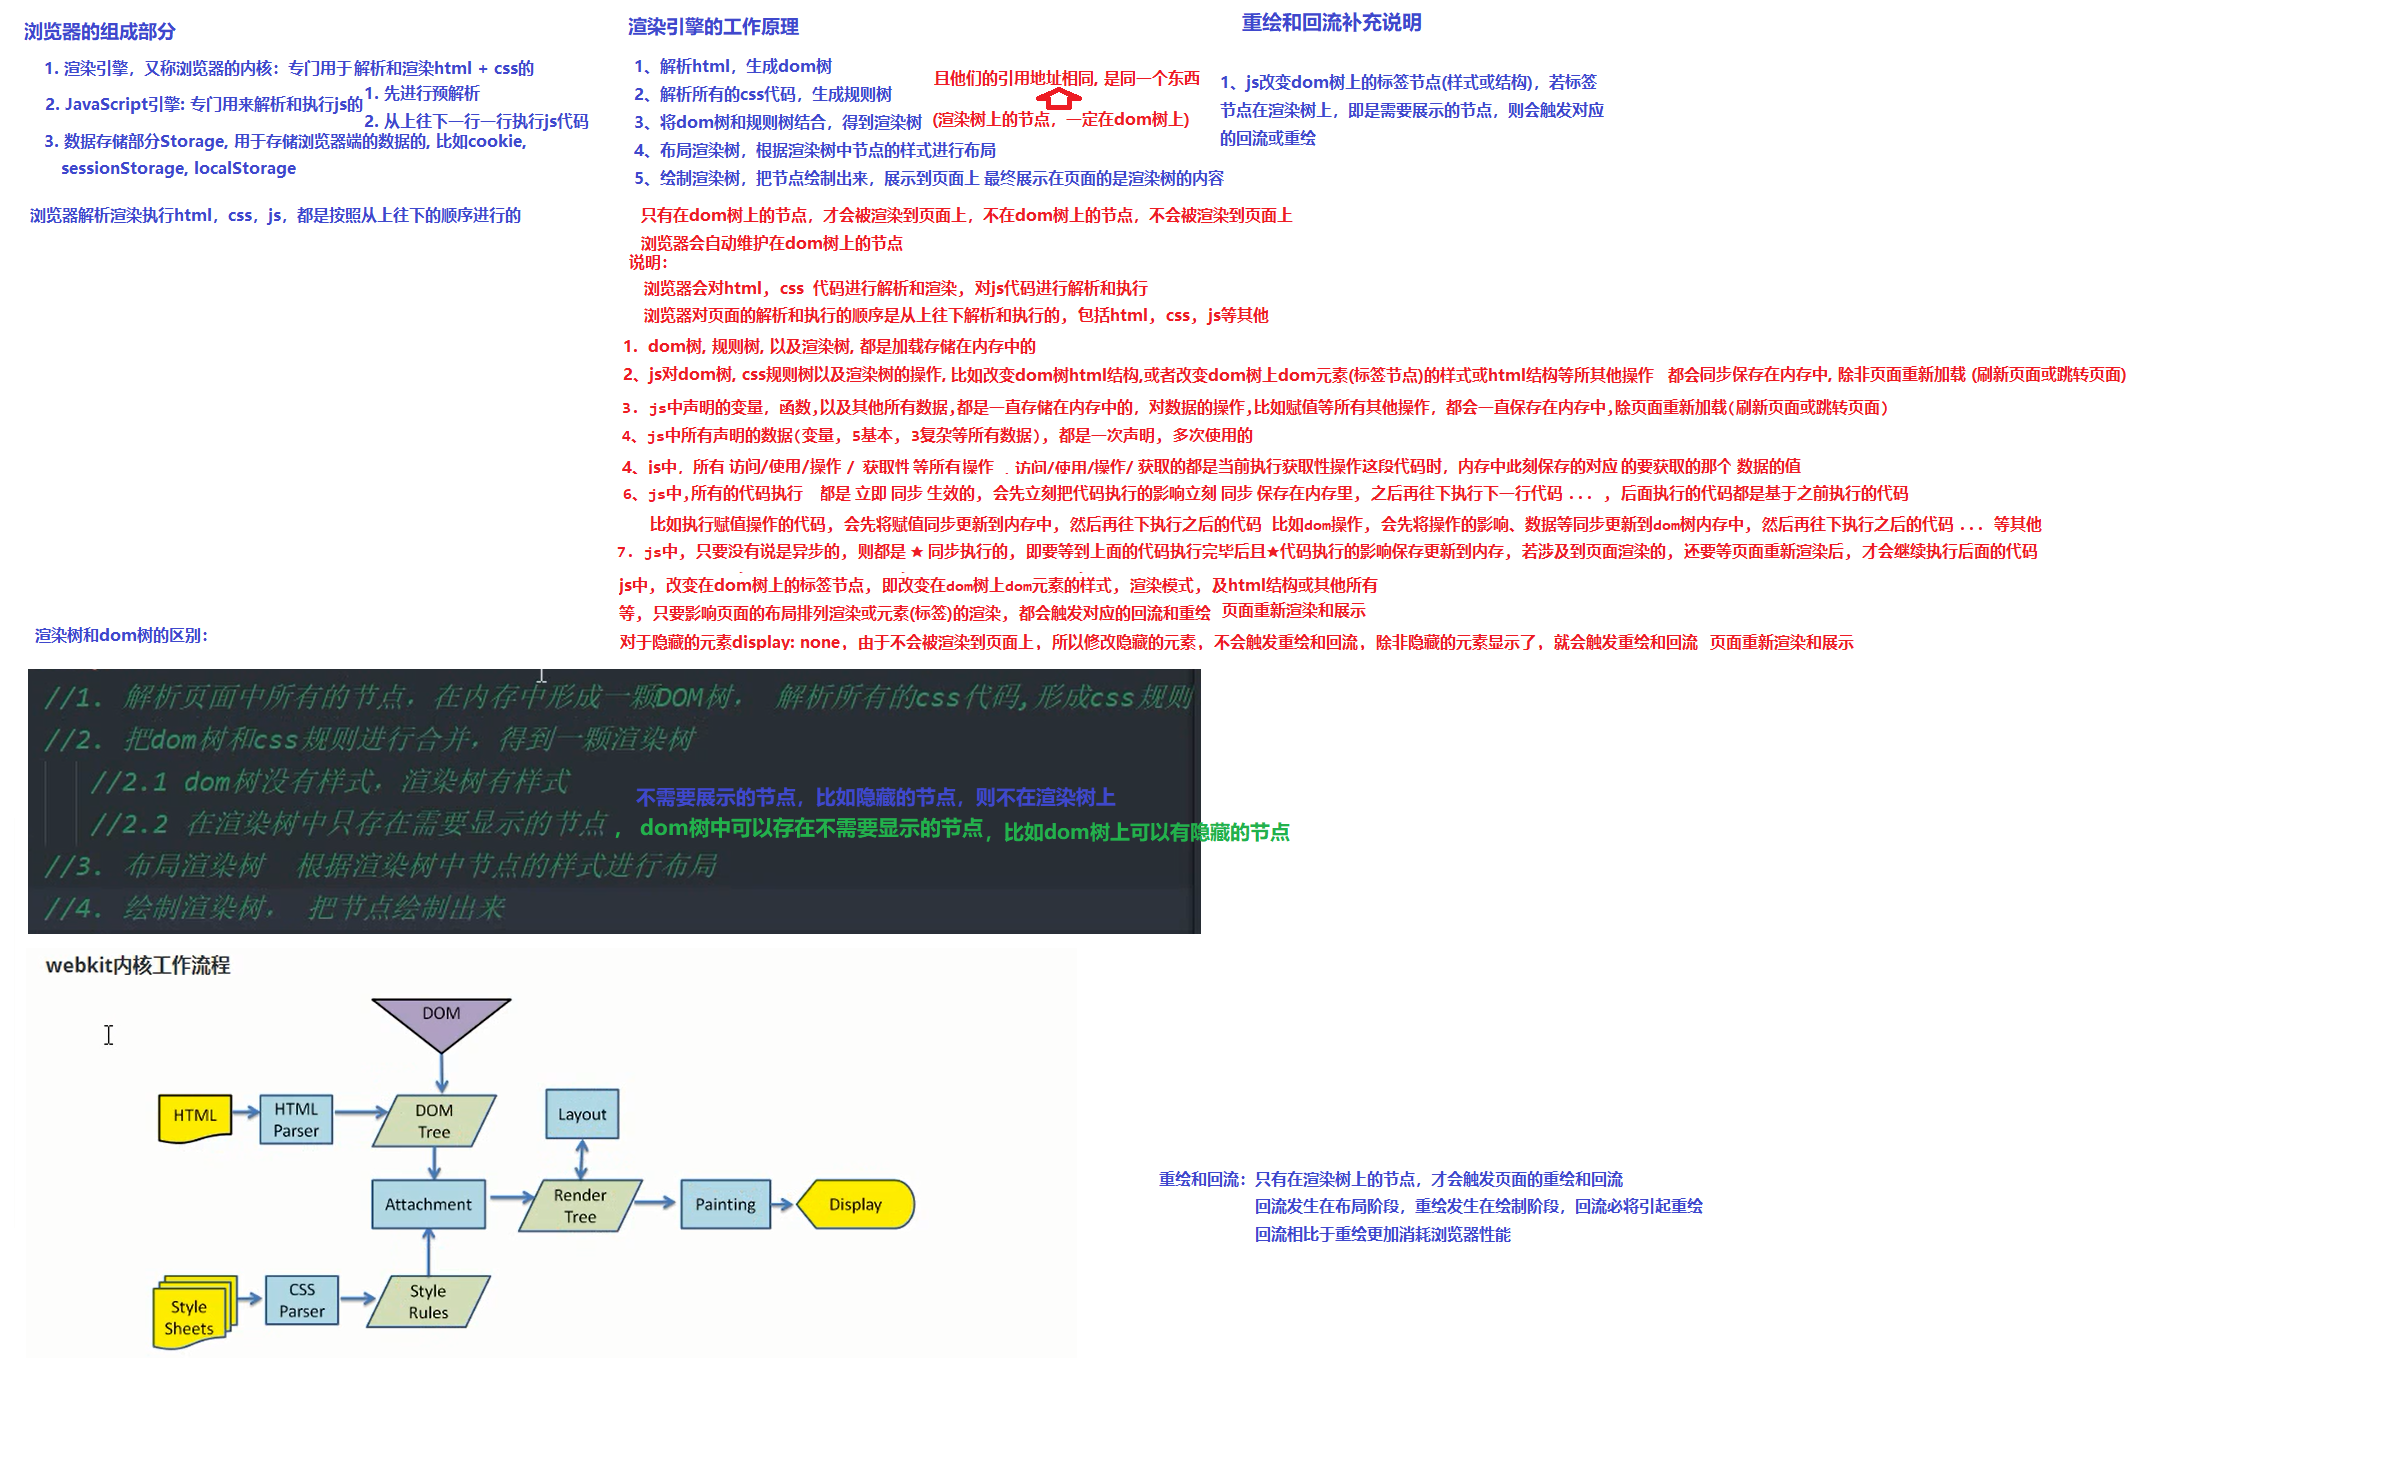 浏览器的组成部分
1. 渲染引擎，又称浏览器的内核：专门用于解析和渲染html + css的
2. JavaScript引擎: 专门用来解析和执行js的
1. 先进行预解析
2. 从上往下一行一行执行js代码
3. 数据存储部分Storage, 用于存储浏览器端的数据的, 比如cookie,
sessionStorage, localStorage
浏览器解析渲染执行html，css，js，都是按照从上往下的顺序进行的
渲染引擎的工作原理
1、解析html，生成dom树
2、解析所有的css代码，生成规则树
3、将dom树和规则树结合，得到渲染树
且他们的引用地址相同, 是同一个东西
(渲染树上的节点，一定在dom树上)
4、布局渲染树，根据渲染树中节点的样式进行布局
5、绘制渲染树，把节点绘制出来，展示到页面上 最终展示在页面的是渲染树的内容
重绘和回流补充说明
1、js改变dom树上的标签节点(样式或结构)，若标签
节点在渲染树上，即是需要展示的节点，则会触发对应
的回流或重绘
只有在dom树上的节点，才会被渲染到页面上，不在dom树上的节点，不会被渲染到页面上
浏览器会自动维护在dom树上的节点
说明：
浏览器会对html，css 代码进行解析和渲染，对js代码进行解析和执行
浏览器对页面的解析和执行的顺序是从上往下解析和执行的，包括html，css，js等其他
1. dom树, 规则树, 以及渲染树, 都是加载存储在内存中的
2、js对dom树, css规则树以及渲染树的操作, 比如改变dom树html结构,或者改变dom树上dom元素(标签节点)的样式或html结构等所其他操作 都会同步保存在内存中, 除非页面重新加载 (刷新页面或跳转页面)
3. js中声明的变量，函数,以及其他所有数据,都是一直存储在内存中的，对数据的操作,比如赋值等所有其他操作，都会一直保存在内存中,除页面重新加载(刷新页面或跳转页面)
4、js中所有声明的数据(变量，5基本，3复杂等所有数据)，都是一次声明，多次使用的
4、js中，所有 访问/使用/操作 / 获取性 等所有操作 ，访问/使用/操作/ 获取的都是当前执行获取性操作这段代码时，内存中此刻保存的对应 的要获取的那个 数据的值
6、js中,所有的代码执行 都是 立即 同步 生效的，会先立刻把代码执行的影响立刻 同步 保存在内存里，之后再往下执行下一行代码 ... ，后面执行的代码都是基于之前执行的代码
比如执行赋值操作的代码，会先将赋值同步更新到内存中，然后再往下执行之后的代码 比如dom操作，会先将操作的影响、数据等同步更新到dom树内存中，然后再往下执行之后的代码 ... 等其他
7. js中，只要没有说是异步的，则都是 ★ 同步执行的，即要等到上面的代码执行完毕后且★代码执行的影响保存更新到内存，若涉及到页面渲染的，还要等页面重新渲染后，才会继续执行后面的代码
js中，改变在dom树上的标签节点，即改变在dom树上dom元素的样式，渲染模式，及html结构或其他所有
等，只要影响页面的布局排列渲染或元素(标签)的渲染，都会触发对应的回流和重绘 页面重新渲染和展示
对于隐藏的元素display: none，由于不会被渲染到页面上，所以修改隐藏的元素，不会触发重绘和回流，除非隐藏的元素显示了，就会触发重绘和回流 页面重新渲染和展示
渲染树和dom树的区别：
//1. 解析页面中所有的节点，在内存中形成一颗DOM树， 解析所有的css代码,形成css规则
//2. 把dom树和css规则进行合并，得到一颗渲染树
//2.1 dom树没有样式，渲染树有样式
不需要展示的节点，比如隐藏的节点，则不在渲染树上
//2.2 在渲染树中只存在需要显示的节点 ，dom树中可以存在不需要显示的节点，比如dom树上可以有隐藏的节点
//3. 布局渲染树 根据渲染树中节点的样式进行布局
//4. 绘制渲染树， 把节点绘制出来
webkit内核工作流程
DOM
HTML
HTML
Parser
DOM
Tree
Layout
Attachment
Render
Tree
Painting
Display
Style
Sheets
CSS
Parser
Style
Rules
重绘和回流：只有在渲染树上的节点，才会触发页面的重绘和回流
回流发生在布局阶段，重绘发生在绘制阶段，回流必将引起重绘
回流相比于重绘更加消耗浏览器性能